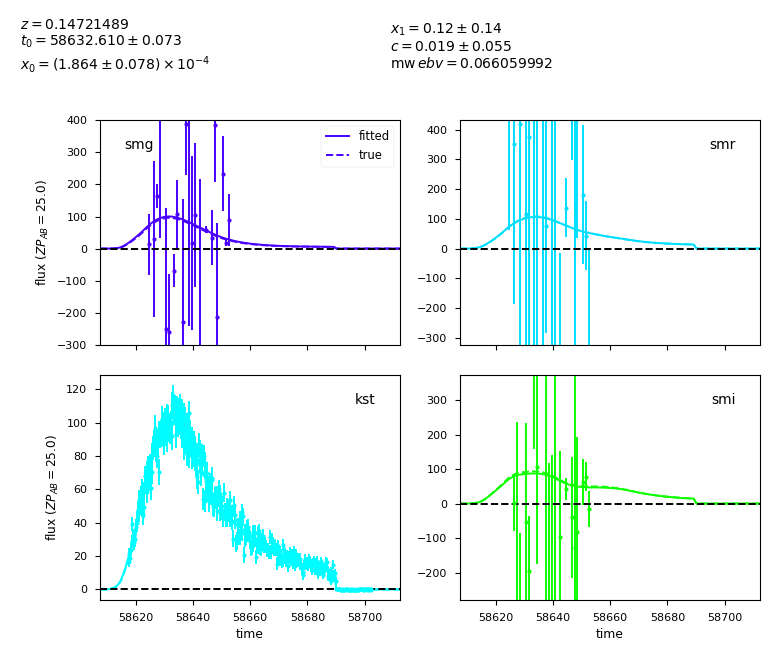 z = 0.14721489
t₀ = 58632.610 ± 0.073
x₀ = (1.864 ± 0.078) × 10⁻⁴
x₁ = 0.12 ± 0.14
c = 0.019 ± 0.055
mw ebv = 0.066059992
smg
fitted
true
400
300
200
100
0
−100
−200
−300
flux (ZP_AB = 25.0)
smr
400
300
200
100
0
−100
−200
−300
kst
120
100
80
60
40
20
0
flux (ZP_AB = 25.0)
58620 58640 58660 58680 58700
time
smi
300
200
100
0
−100
−200
58620 58640 58660 58680 58700
time